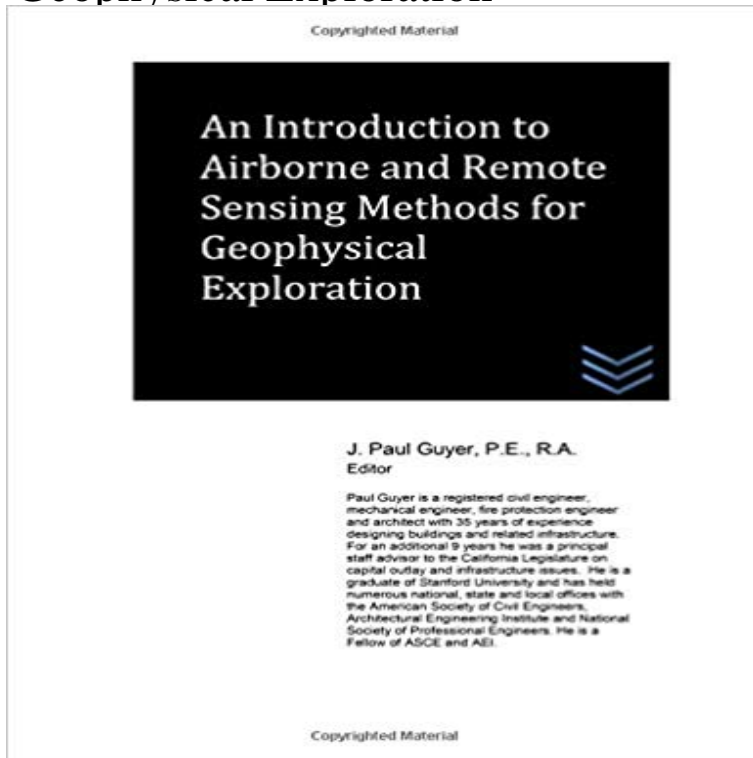 Geophysical Exploration
Copyrighted Material
An Introduction to
Airborne and Remote
Sensing Methods for
Geophysical
Exploration
J. Paul Guyer, P.E., R.A.
Editor
Paul Guyer is a registered civil engineer,
mechanical engineer, fire protection engineer
and architect with 35 years of experience
designing buildings and related infrastructure.
For an additional 9 years he was a principal
staff advisor to the California Legislature on
capital outlay and infrastructure issues. He is a
graduate of Stanford University and has held
numerous national, state and local offices with
the American Society of Civil Engineers,
Architectural Engineering Institute and National
Society of Professional Engineers. He is a
Fellow of ASCE and AEI.
Copyrighted Material